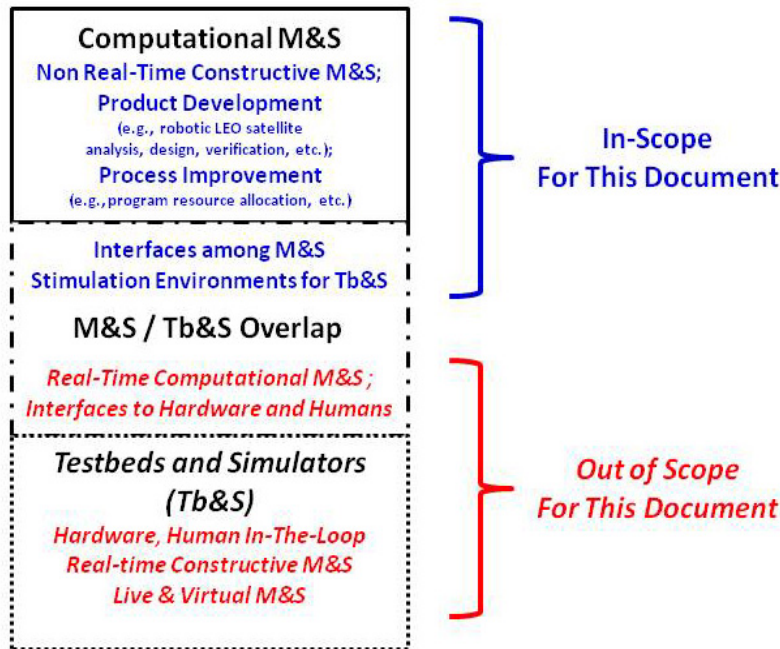 Computational M&S
Non Real-Time Constructive M&S;
Product Development
(e.g., robotic LEO satellite
analysis, design, verification, etc.);
Process Improvement
(e.g., program resource allocation, etc.)
In-Scope
For This Document
Interfaces among M&S
Stimulation Environments for Tb&S
M&S / Tb&S Overlap
Real-Time Computational M&S ;
Interfaces to Hardware and Humans
Testbeds and Simulators
(Tb&S)
Hardware, Human In-The-Loop
Real-time Constructive M&S
Live & Virtual M&S
Out of Scope
For This Document